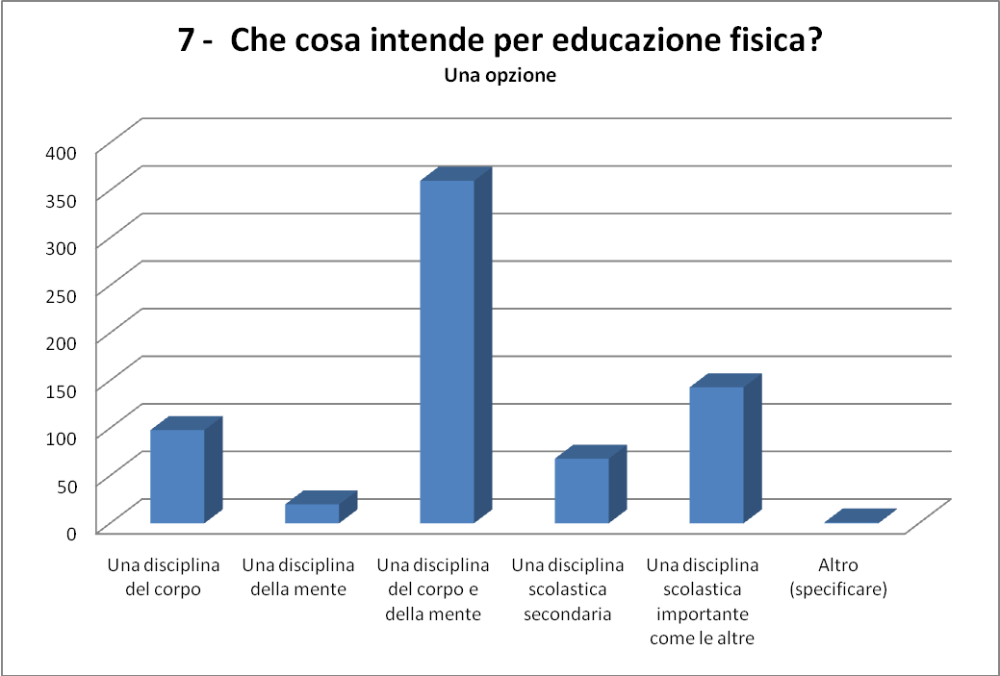 7 -  Che cosa intende per educazione fisica?
Una opzione
400
350
300
250
200
150
100
50
0
Una disciplina
del corpo
Una disciplina
della mente
Una disciplina
del corpo e
della mente
Una disciplina
scolastica
secondaria
Una disciplina
scolastica
importante
come le altre
Altro
(specificare)